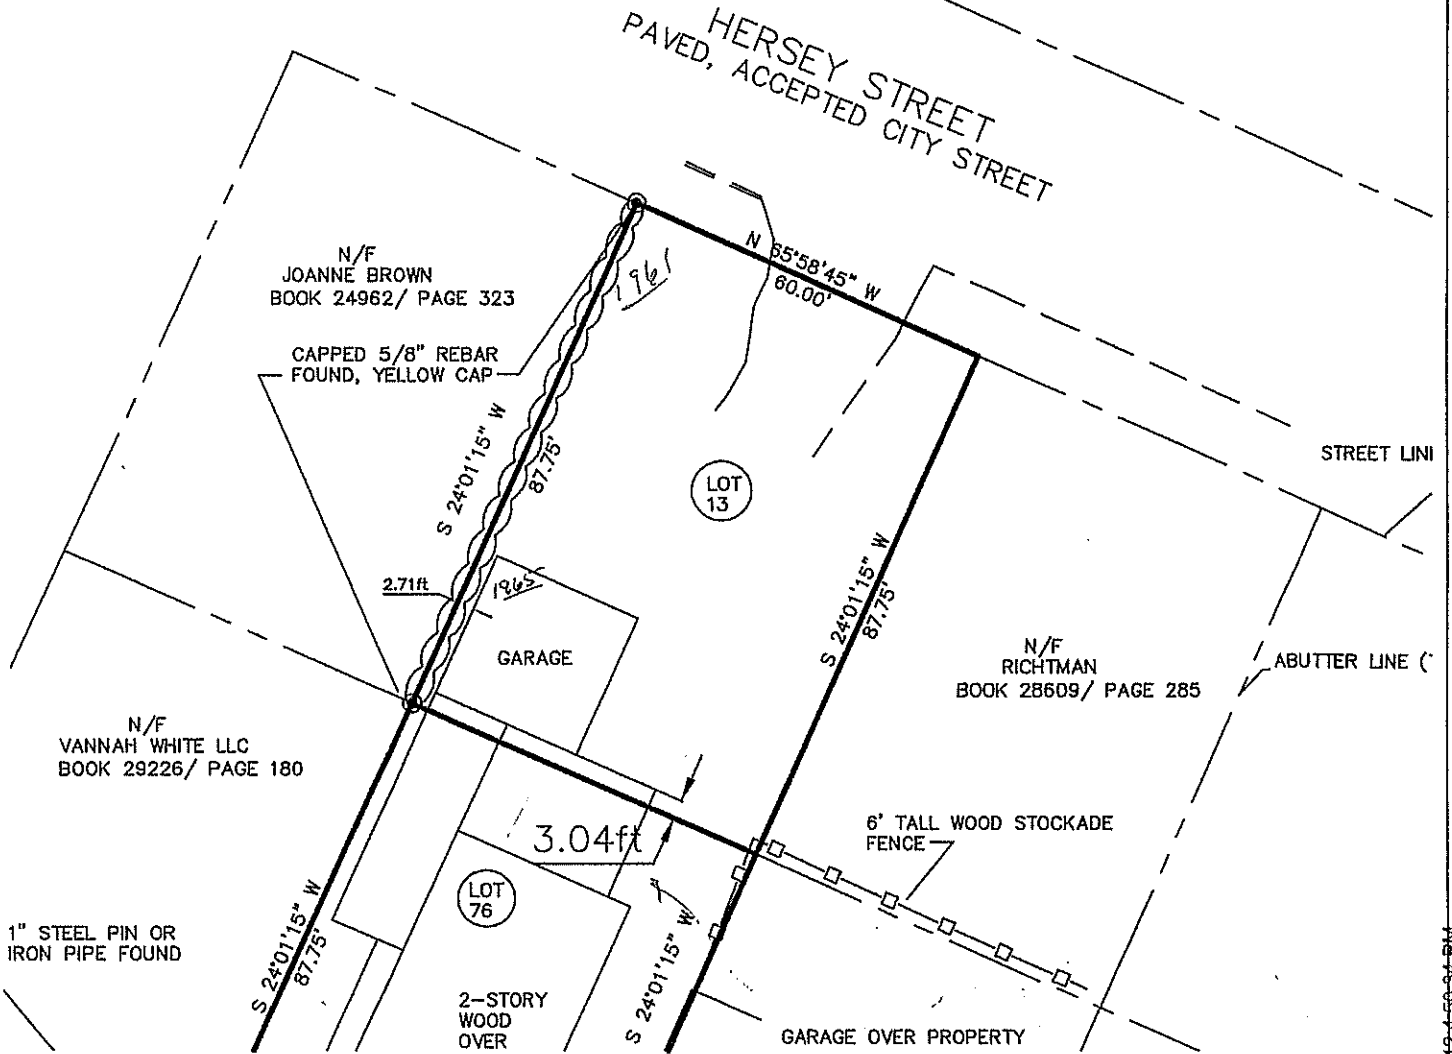 HERSEY STREET
PAVED, ACCEPTED CITY STREET
N/F
JOANNE BROWN
BOOK 24962/ PAGE 323
1961
N 65°58'45" W
60.00'
CAPPED 5/8" REBAR
FOUND, YELLOW CAP
S 24°01'15" W
87.75'
STREET LINI
LOT
13
2.71ft
1965
GARAGE
S 24°01'15" W
87.75'
N/F
RICHTMAN
BOOK 28609/ PAGE 285
ABUTTER LINE (
N/F
VANNAH WHITE LLC
BOOK 29226/ PAGE 180
3.04ft
6' TALL WOOD STOCKADE
FENCE
LOT
76
1" STEEL PIN OR
IRON PIPE FOUND
S 24°01'15" W
87.75'
S 24°01'15" W
2-STORY
WOOD
OVER
GARAGE OVER PROPERTY